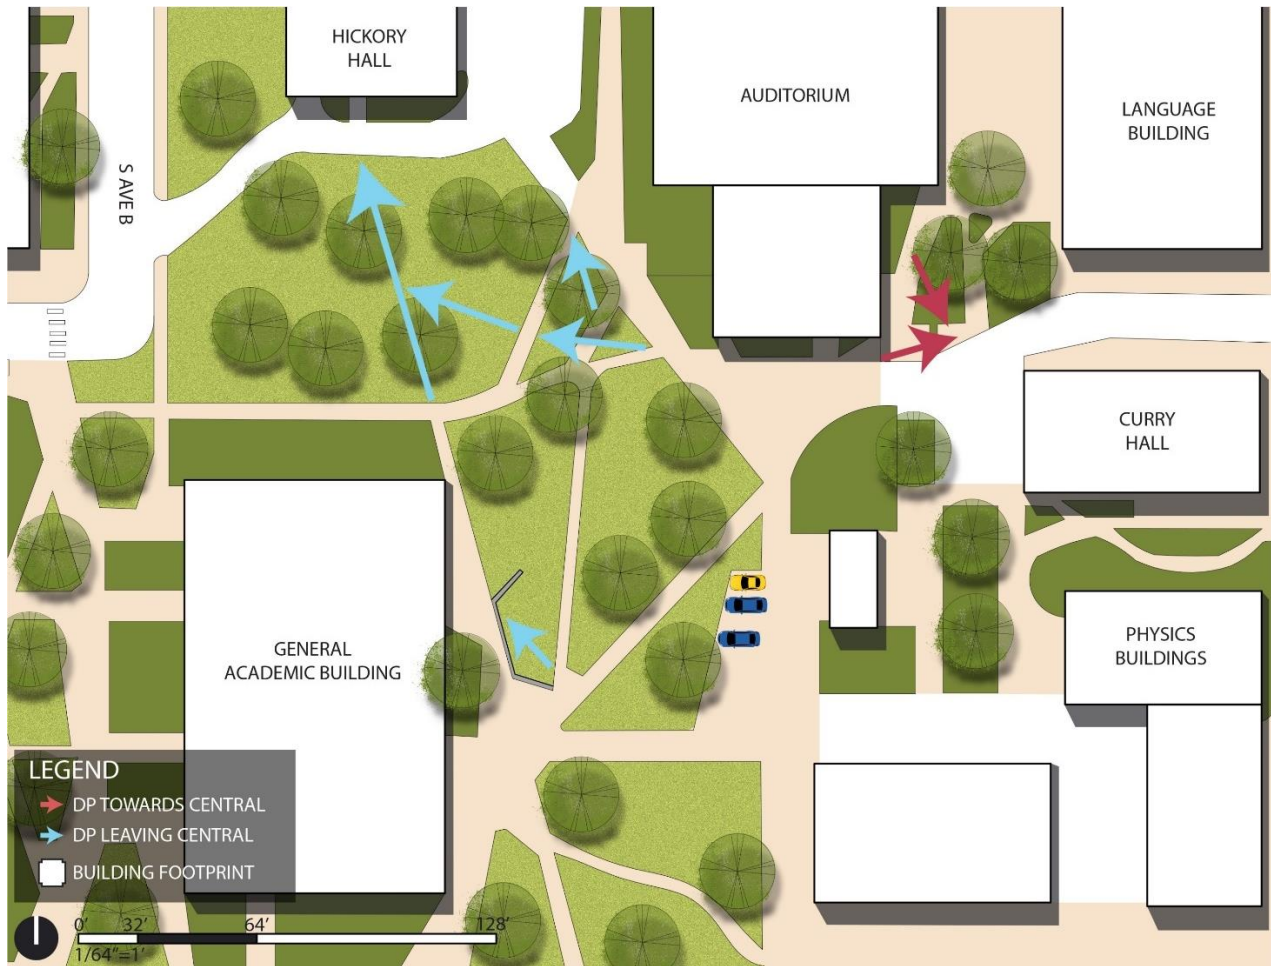 HICKORY
HALL
AUDITORIUM
LANGUAGE
BUILDING
S AVE B
CURRY
HALL
GENERAL
ACADEMIC BUILDING
PHYSICS
BUILDINGS
LEGEND
DP TOWARDS CENTRAL
DP LEAVING CENTRAL
BUILDING FOOTPRINT
0' 32' 64' 128'
1/64"=1'